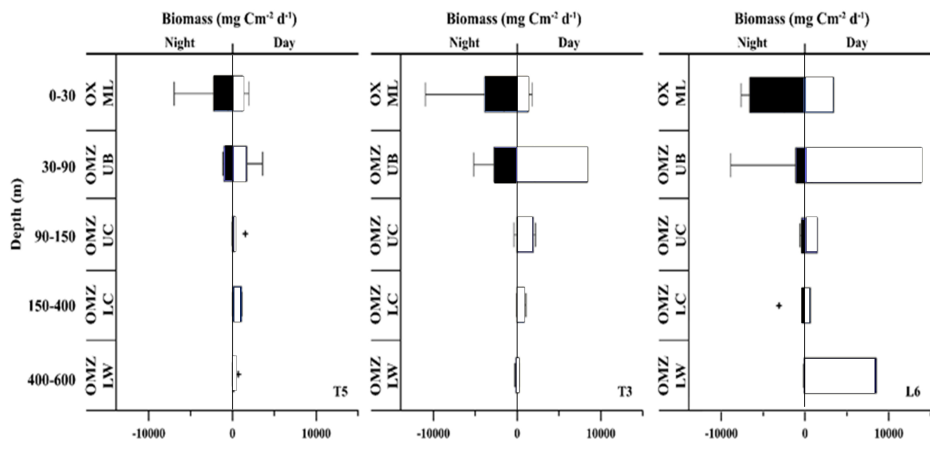 Biomass (mg Cm⁻² d⁻¹) Biomass (mg Cm⁻² d⁻¹) Biomass (mg Cm⁻² d⁻¹)
Night Day Night Day Night Day
Depth (m)
0-30 OX ML OX ML OX ML
30-90 OMZ UB OMZ UB OMZ UB
90-150 OMZ UC OMZ UC OMZ UC
150-400 OMZ LC OMZ LC OMZ LC
400-600 OMZ LW OMZ LW OMZ LW
T5 T3 L6
-10000 0 10000 -10000 0 10000 -10000 0 10000